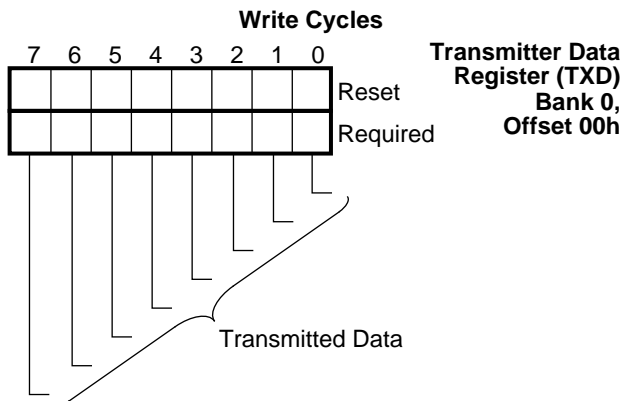 Write Cycles
7 6 5 4 3 2 1 0
Reset
Required
Transmitter Data
Register (TXD)
Bank 0,
Offset 00h
Transmitted Data